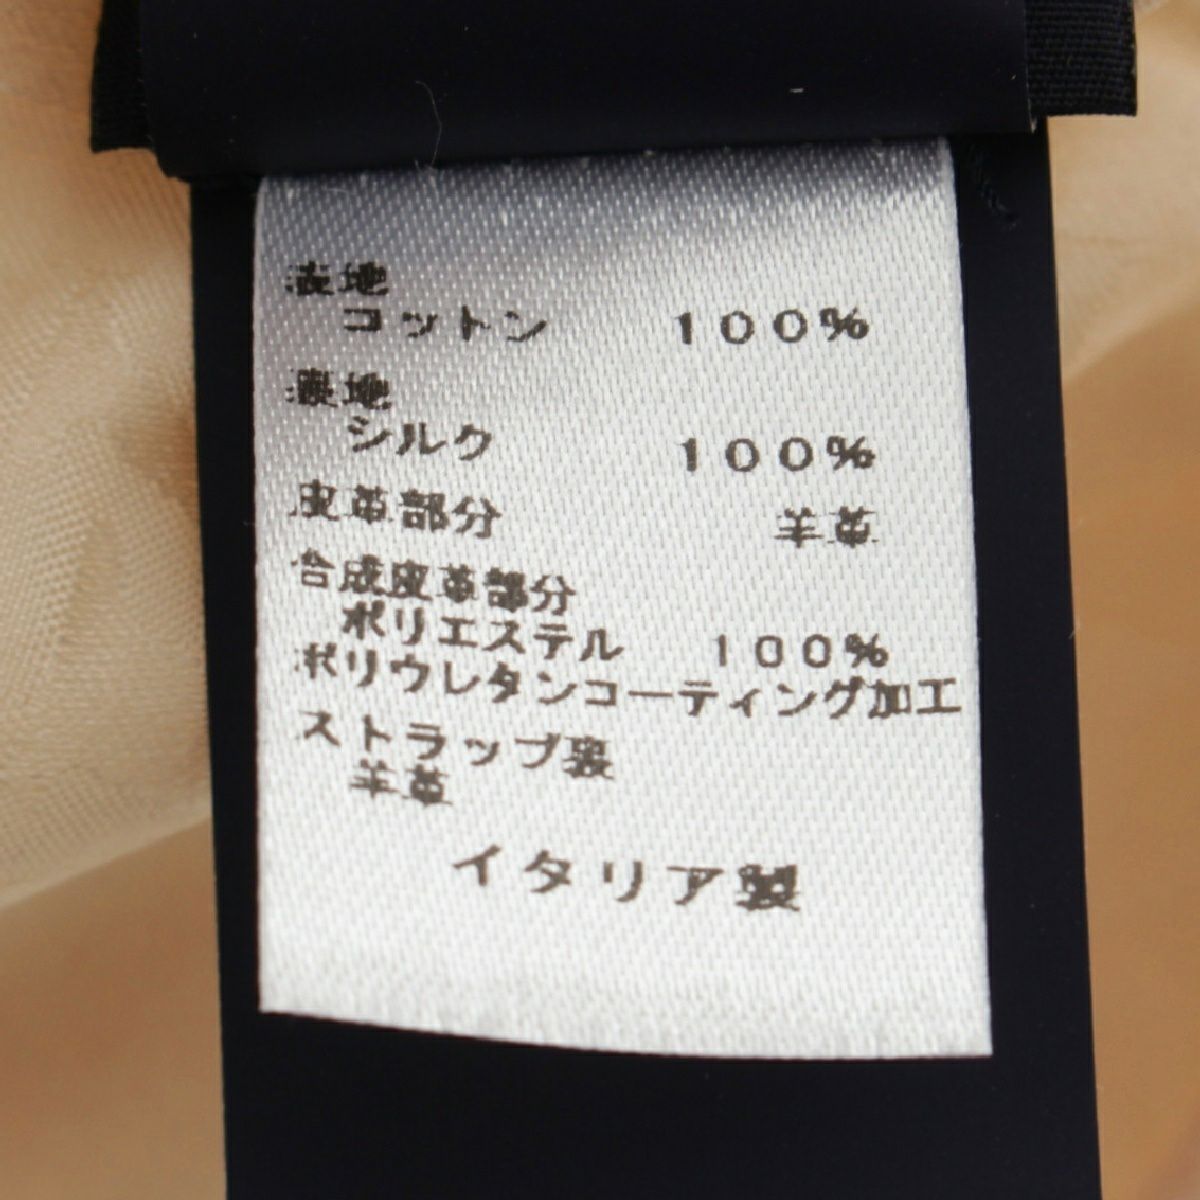 表地
コットン 100%
裏地
シルク 100%
皮革部分 羊革
合成皮革部分
ポリエステル 100%
ポリウレタンコーティング加工
ストラップ裏
羊革
イタリア製